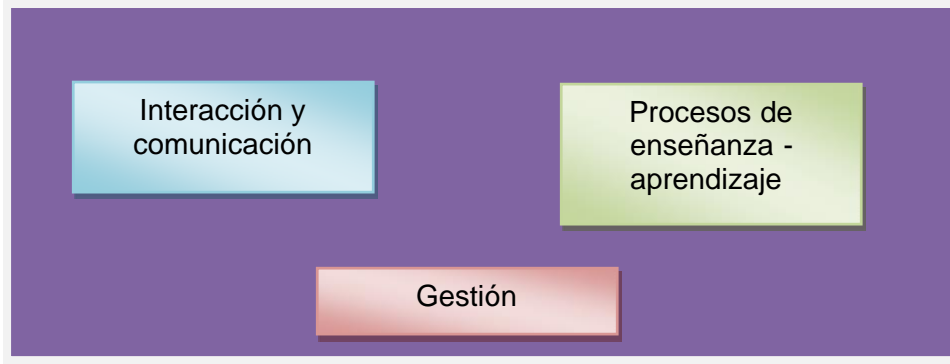 Interacción y
comunicación
Procesos de
enseñanza -
aprendizaje
Gestión